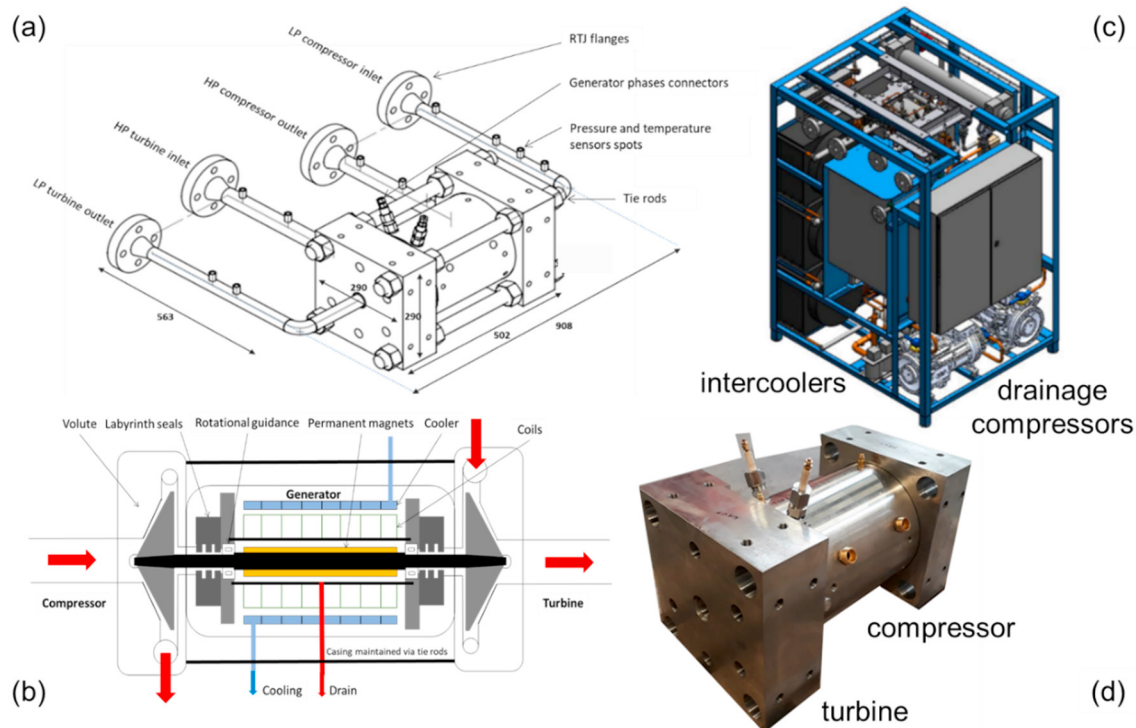 (a)
LP compressor inlet
HP compressor outlet
HP turbine inlet
LP turbine outlet
RTJ flanges
Generator phases connectors
Pressure and temperature
sensors spots
Tie rods
290
290
563
502
908
(c)
intercoolers
drainage
compressors
(b)
Volute
Labyrinth seals
Rotational guidance
Permanent magnets
Cooler
Coils
Generator
Compressor
Turbine
Casing maintained via tie rods
Cooling
Drain
compressor
turbine
(d)